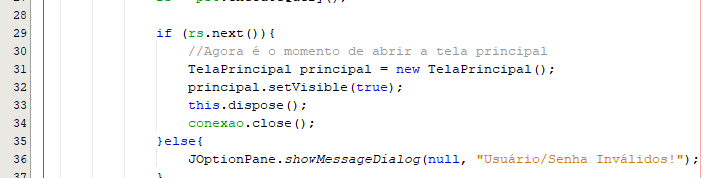 28
29 if (rs.next()){
30 //Agora é o momento de abrir a tela principal
31 TelaPrincipal principal = new TelaPrincipal();
32 principal.setVisible(true);
33 this.dispose();
34 conexao.close();
35 }else{
36 JOptionPane.showMessageDialog(null, "Usuário/Senha Inválidos!");
37 }